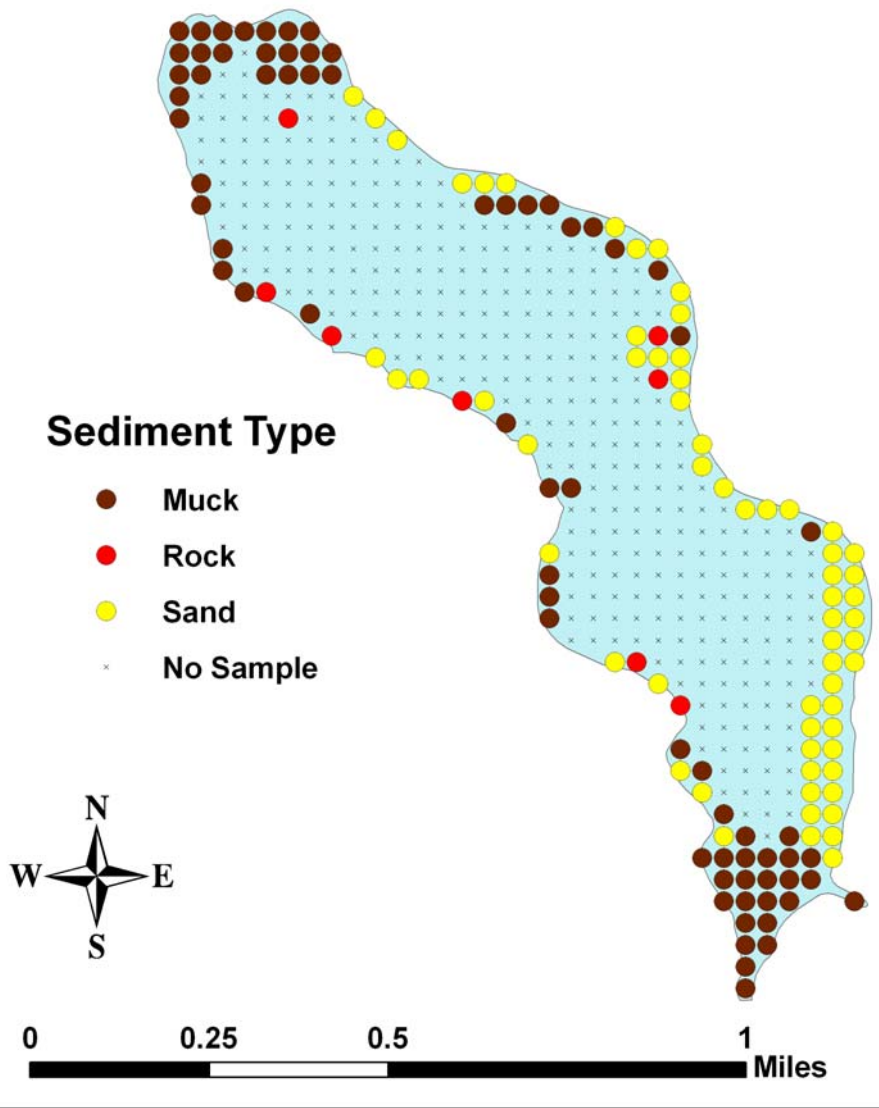 Sediment Type
Muck
Rock
Sand
No Sample
N
W E
S
0 0.25 0.5 1
Miles